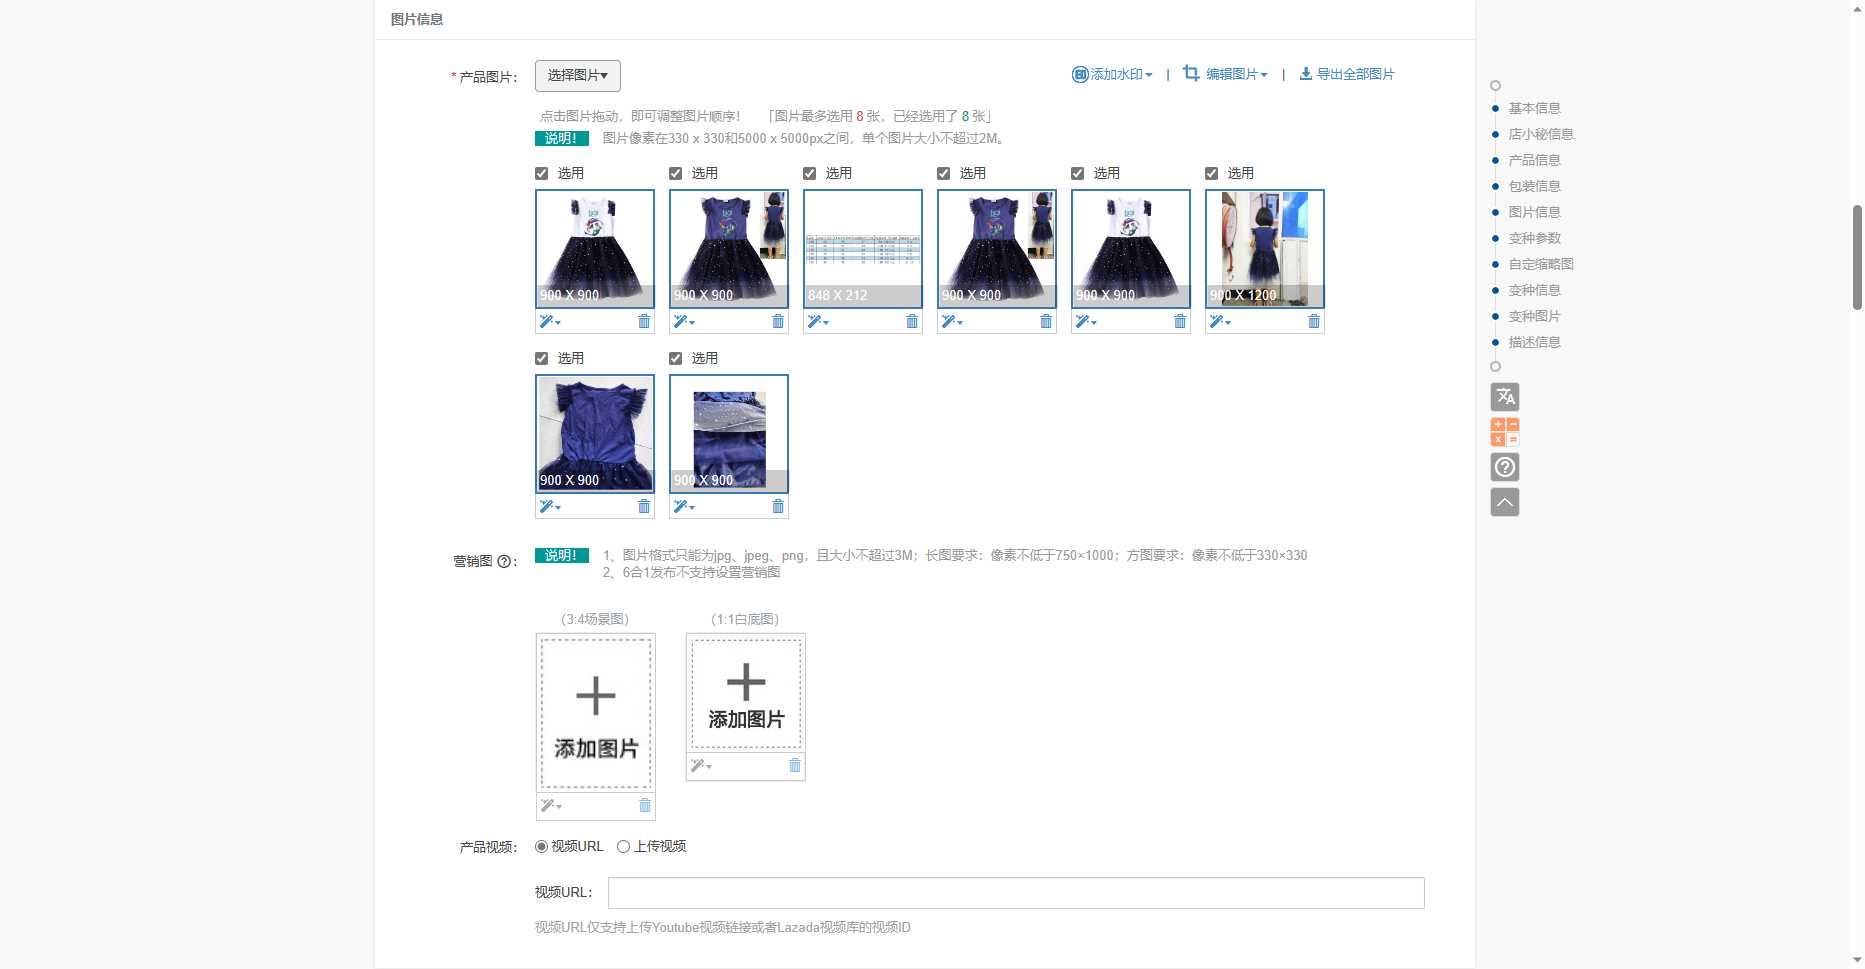 图片信息
* 产品图片：
选择图片▾
添加水印
|
编辑图片
|
导出全部图片
点击图片拖动，即可调整图片顺序！ 「图片最多选用 8 张，已经选用了 8 张」
说明！ 图片像素在330 x 330和5000 x 5000px之间，单个图片大小不超过2M。
选用 选用 选用 选用 选用 选用
900 X 900 900 X 900 848 X 212 900 X 900 900 X 900 900 X 1200
选用 选用
900 X 900 900 X 900
营销图 ?：
说明！ 1、图片格式只能为jpg、jpeg、png，且大小不超过3M；长图要求：像素不低于750×1000；方图要求：像素不低于330×330
2、6合1发布不支持设置营销图
（3:4场景图） （1:1白底图）
添加图片
添加图片
产品视频：
视频URL 上传视频
视频URL：
视频URL仅支持上传Youtube视频链接或者Lazada视频库的视频ID
基本信息
店小秘信息
产品信息
包装信息
图片信息
变种参数
自定缩略图
变种信息
变种图片
描述信息